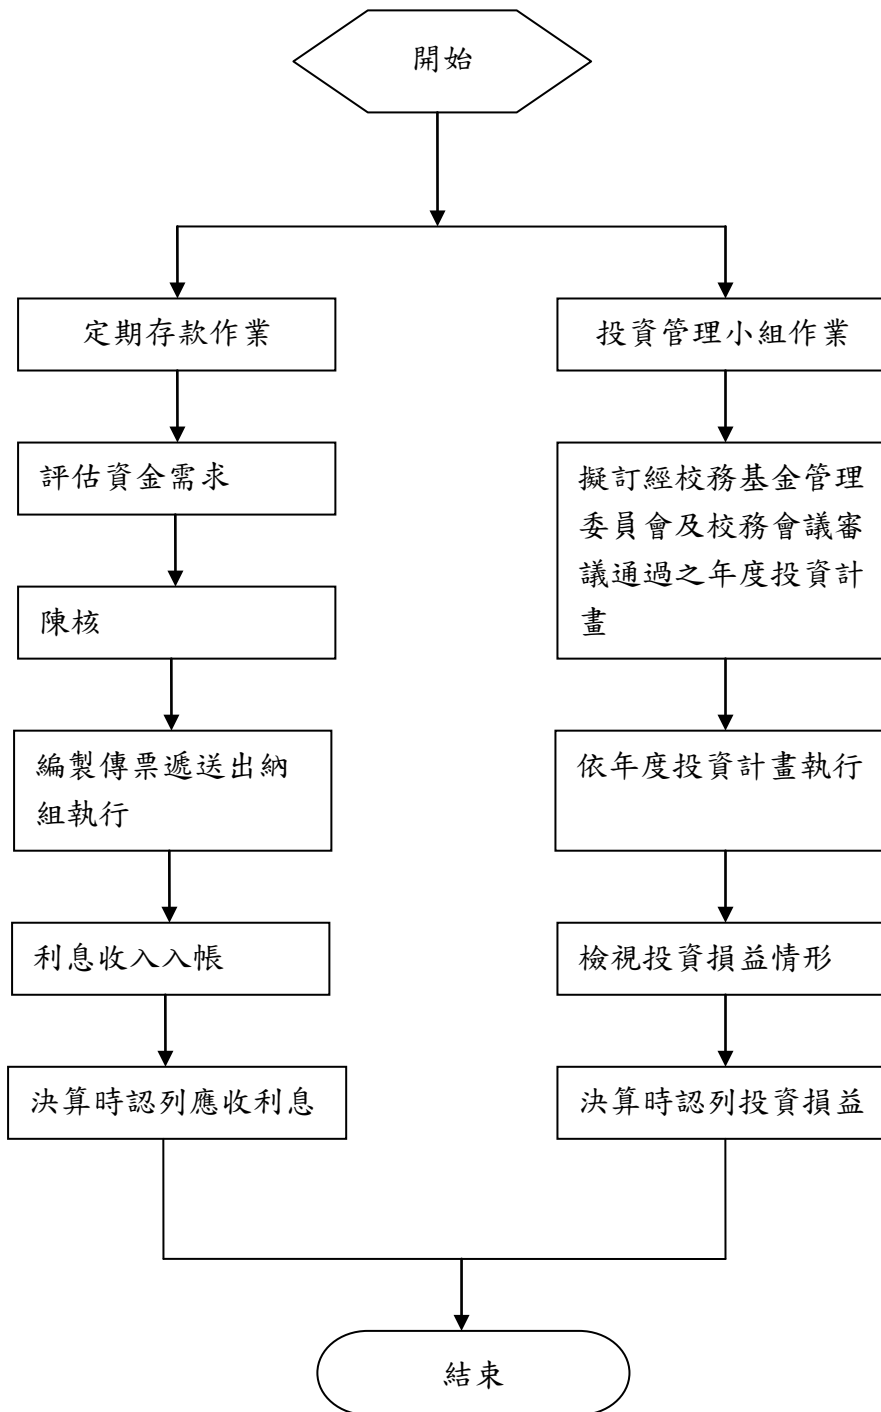 開始
定期存款作業
評估資金需求
陳核
編製傳票遞送出納
組執行
利息收入入帳
決算時認列應收利息
投資管理小組作業
擬訂經校務基金管理
委員會及校務會議審
議通過之年度投資計
畫
依年度投資計畫執行
檢視投資損益情形
決算時認列投資損益
結束